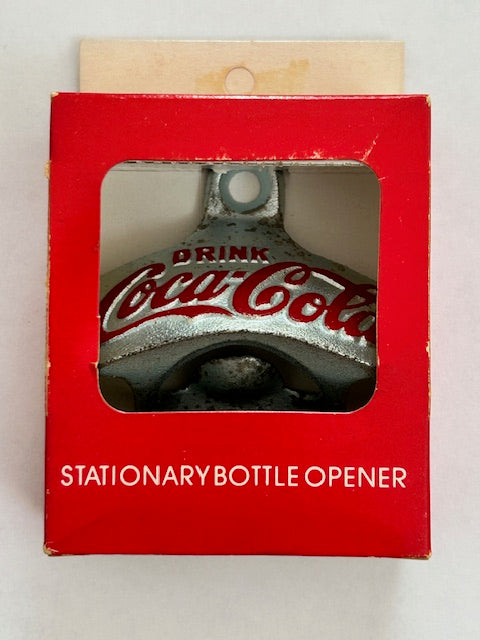 DRINK
Coca-Cola
STATIONARY BOTTLE OPENER